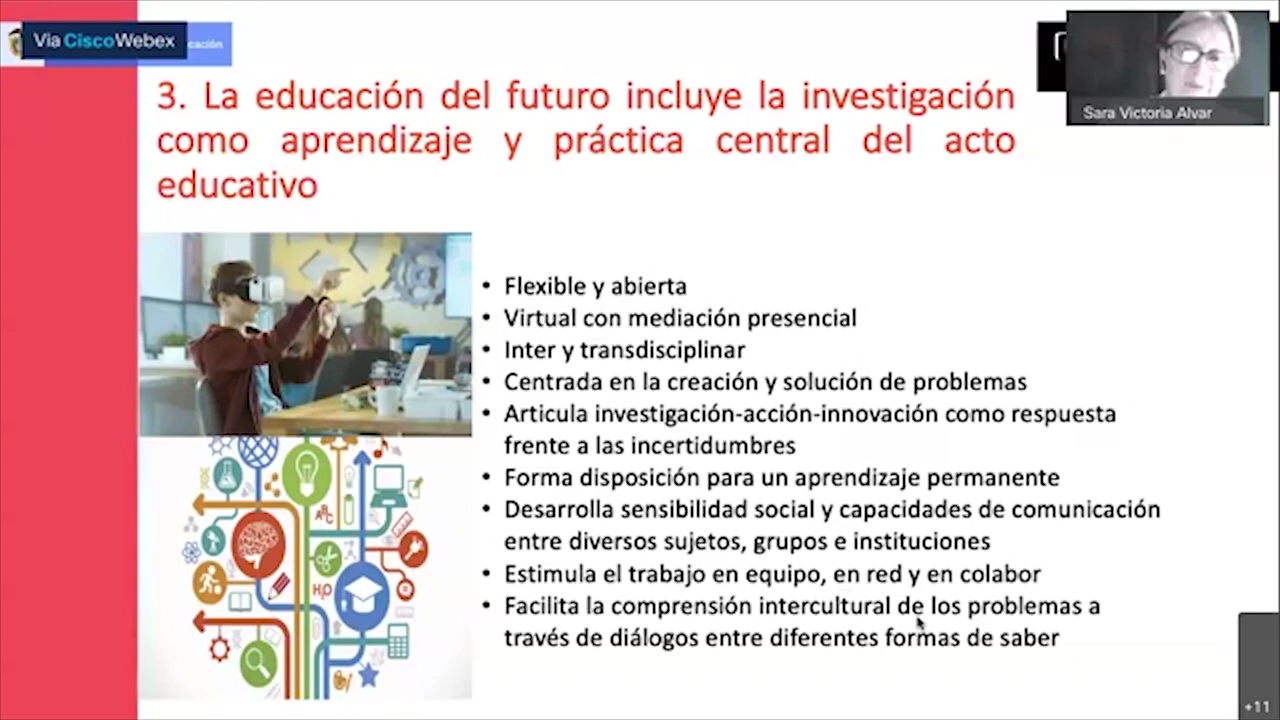 Vía CiscoWebex
cación
Sara Victoria Alvar
3. La educación del futuro incluye la investigación
como aprendizaje y práctica central del acto
educativo
• Flexible y abierta
• Virtual con mediación presencial
• Inter y transdisciplinar
• Centrada en la creación y solución de problemas
• Articula investigación-acción-innovación como respuesta
frente a las incertidumbres
• Forma disposición para un aprendizaje permanente
• Desarrolla sensibilidad social y capacidades de comunicación
entre diversos sujetos, grupos e instituciones
• Estimula el trabajo en equipo, en red y en colabor
• Facilita la comprensión intercultural de los problemas a
través de diálogos entre diferentes formas de saber
ABC
H₂O
+11